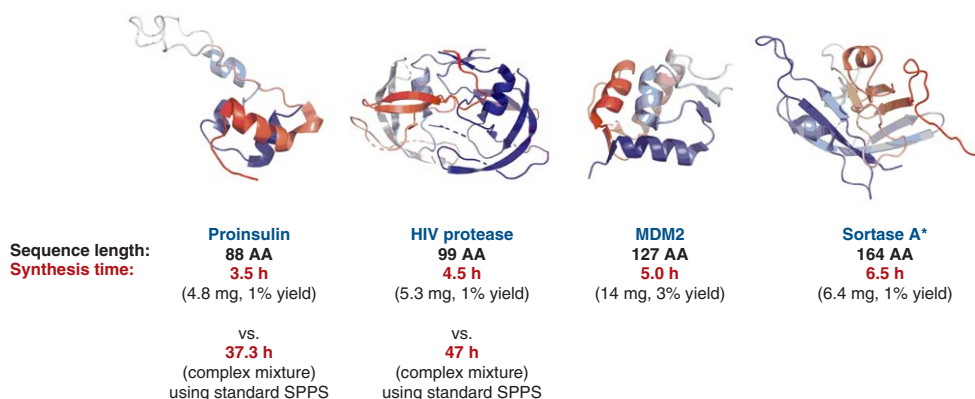 Proinsulin HIV protease MDM2 Sortase A*
Sequence length: 88 AA 99 AA 127 AA 164 AA
Synthesis time: 3.5 h 4.5 h 5.0 h 6.5 h
(4.8 mg, 1% yield) (5.3 mg, 1% yield) (14 mg, 3% yield) (6.4 mg, 1% yield)
vs. vs.
37.3 h 47 h
(complex mixture) (complex mixture)
using standard SPPS using standard SPPS